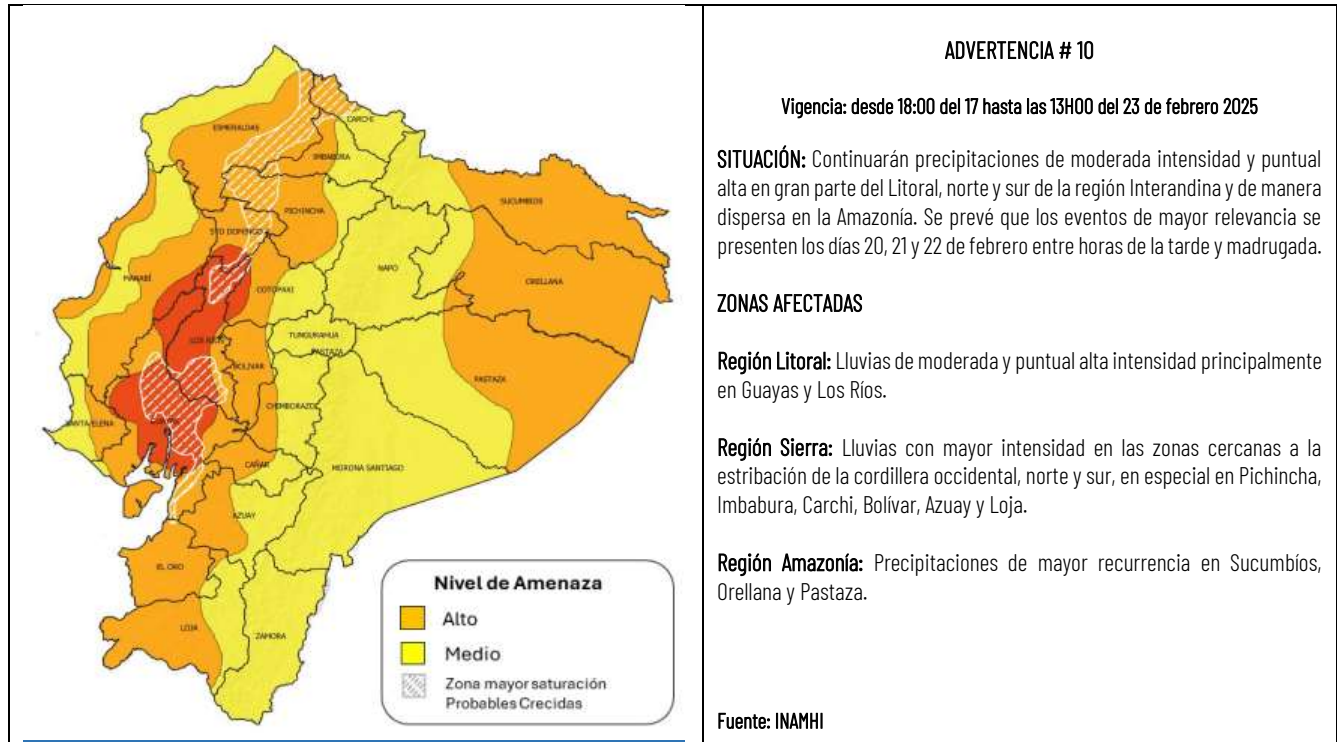 CARCHI
ESMERALDAS
IMBABURA
SUCUMBIOS
PICHINCHA
STO DOMINGO
NAPO
MANABÍ
ORELLANA
COTOPAXI
TUNGURAHUA
LOS RIOS
PASTAZA
BOLIVAR
PASTAZA
CHIMBORAZO
SANTA ELENA
CAÑAR
MORONA SANTIAGO
AZUAY
EL ORO
LOJA
ZAMORA
Nivel de Amenaza
Alto
Medio
Zona mayor saturación
Probables Crecidas
ADVERTENCIA # 10
Vigencia: desde 18:00 del 17 hasta las 13H00 del 23 de febrero 2025
SITUACIÓN: Continuarán precipitaciones de moderada intensidad y puntual
alta en gran parte del Litoral, norte y sur de la región Interandina y de manera
dispersa en la Amazonía. Se prevé que los eventos de mayor relevancia se
presenten los días 20, 21 y 22 de febrero entre horas de la tarde y madrugada.
ZONAS AFECTADAS
Región Litoral: Lluvias de moderada y puntual alta intensidad principalmente
en Guayas y Los Ríos.
Región Sierra: Lluvias con mayor intensidad en las zonas cercanas a la
estribación de la cordillera occidental, norte y sur, en especial en Pichincha,
Imbabura, Carchi, Bolívar, Azuay y Loja.
Región Amazonía: Precipitaciones de mayor recurrencia en Sucumbíos,
Orellana y Pastaza.
Fuente: INAMHI